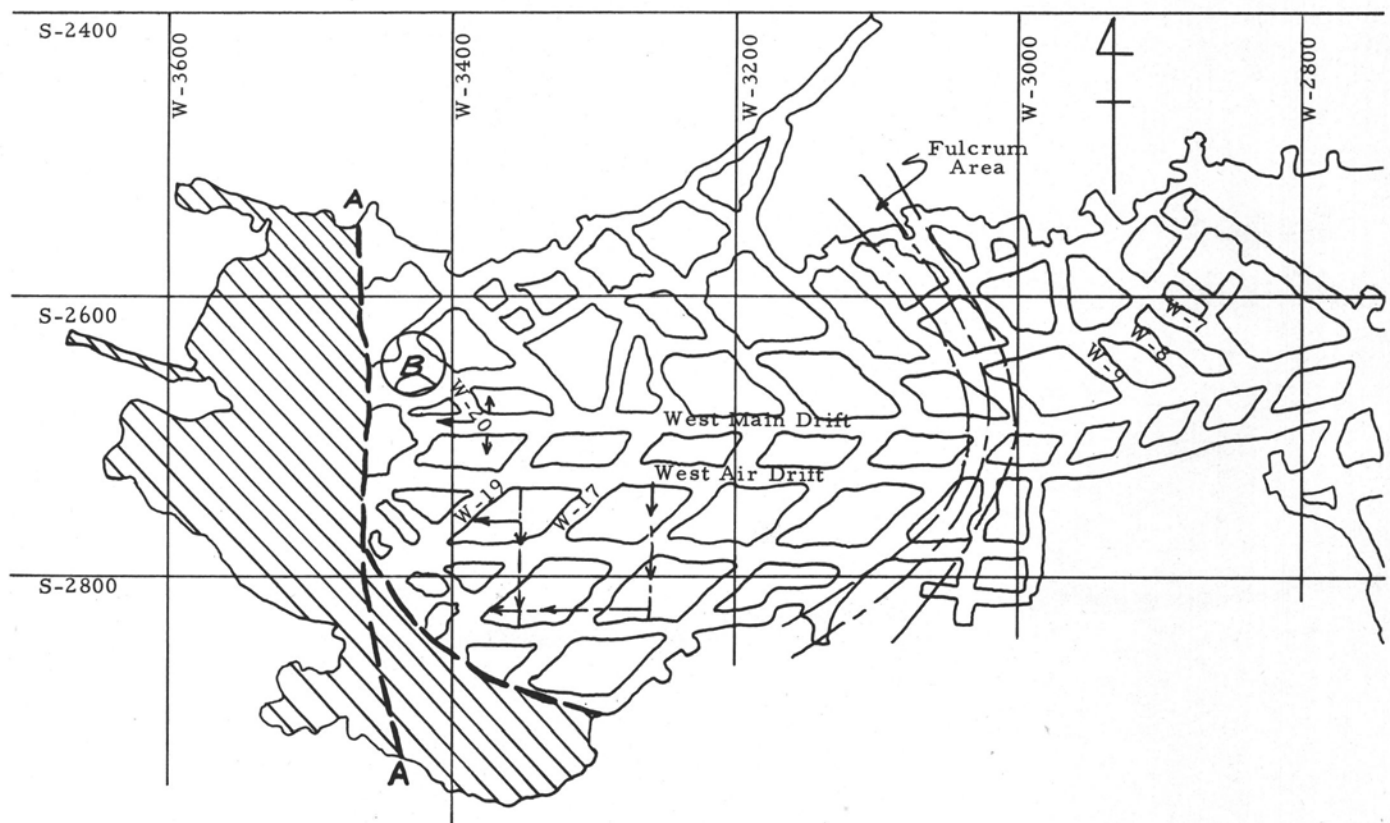 S-2400
W-3600
W-3400
W-3200
W-3000
W-2800
Fulcrum
Area
A
S-2600
B
W-7
W-8
W-9
W-20
West Main Drift
West Air Drift
W-19
W-17
S-2800
A